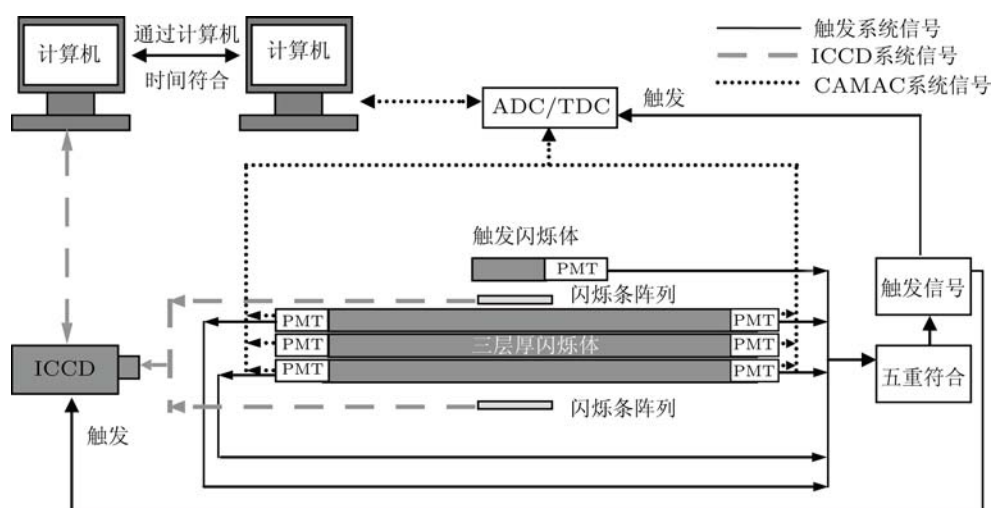 计算机
通过计算机
时间符合
计算机
触发系统信号
ICCD系统信号
CAMAC系统信号
ADC/TDC
触发
触发闪烁体
PMT
闪烁条阵列
PMT
PMT
PMT
三层厚闪烁体
PMT
PMT
PMT
闪烁条阵列
ICCD
触发
触发信号
五重符合